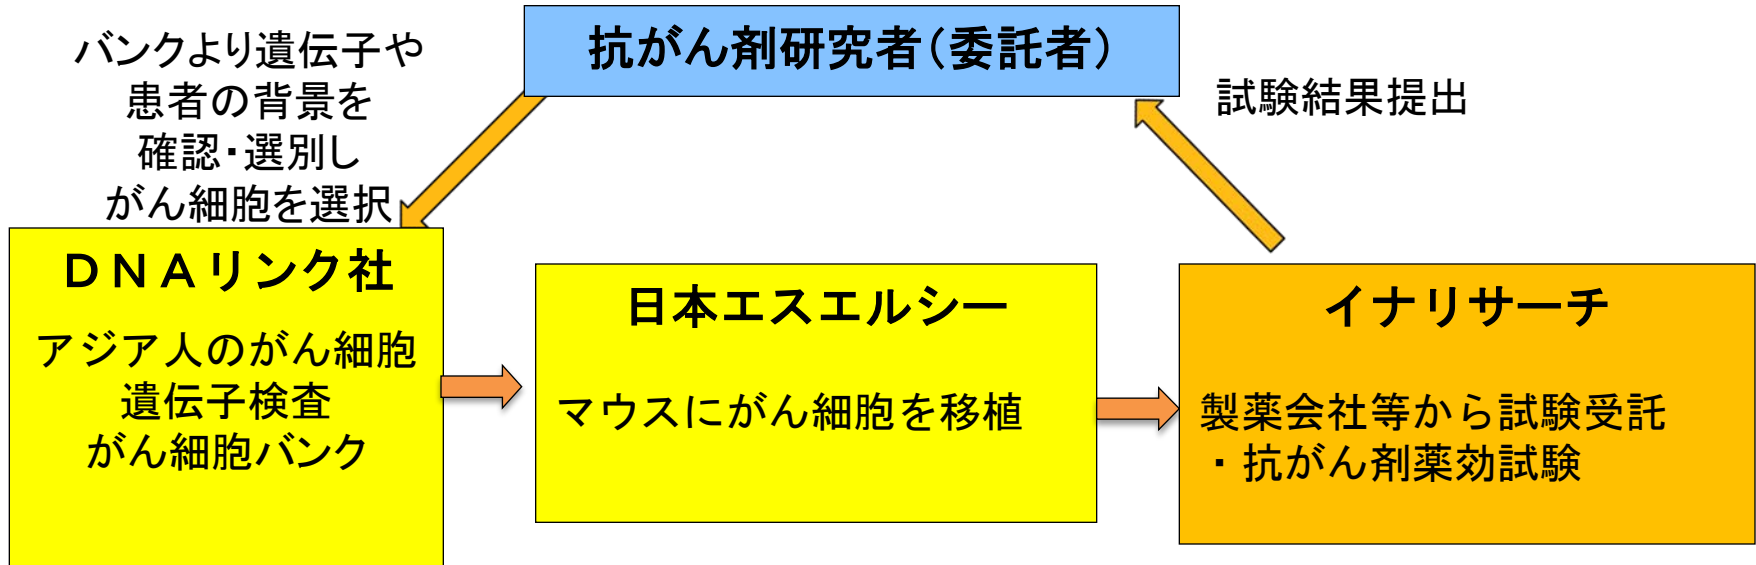 抗がん剤研究者(委託者)
バンクより遺伝子や
患者の背景を
確認・選別し
がん細胞を選択
試験結果提出
DNAリンク社
アジア人のがん細胞
遺伝子検査
がん細胞バンク
日本エスエルシー
マウスにがん細胞を移植
イナリサーチ
製薬会社等から試験受託
・抗がん剤薬効試験